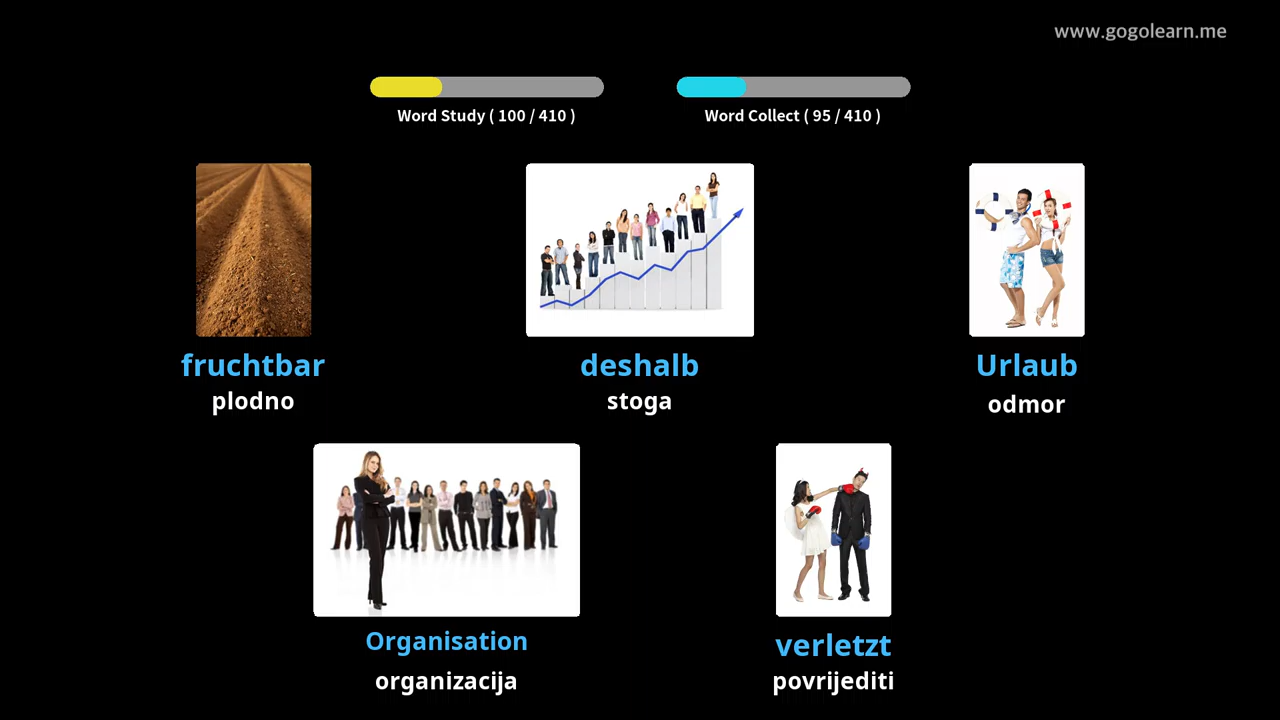 www.gogolearn.me
Word Study ( 100 / 410 )
Word Collect ( 95 / 410 )
fruchtbar
plodno
deshalb
stoga
Urlaub
odmor
Organisation
organizacija
verletzt
povrijediti